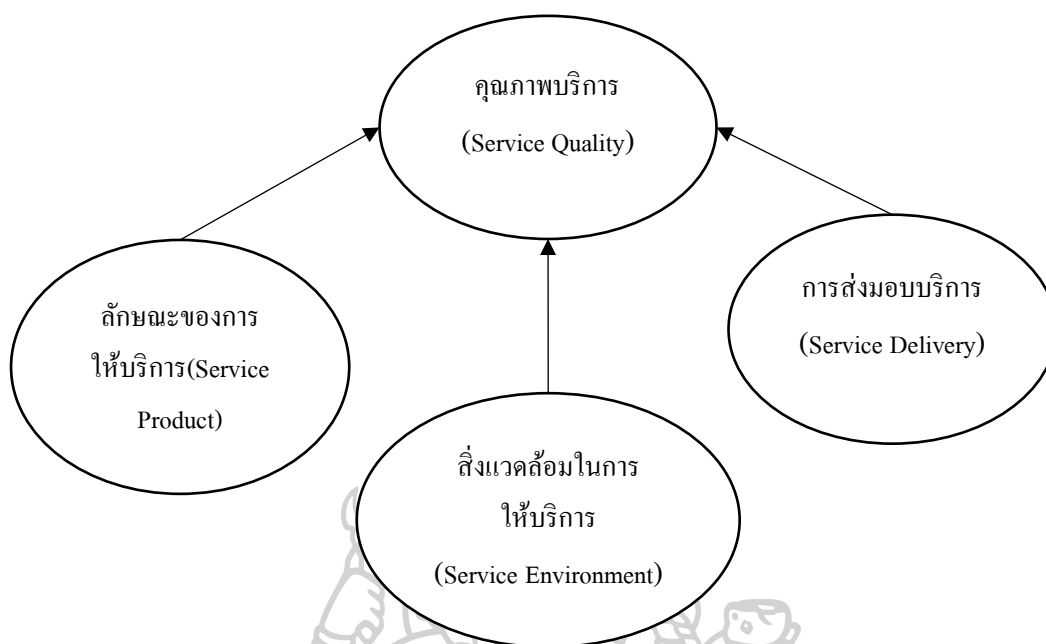 คุณภาพบริการ
(Service Quality)
ลักษณะของการ
ให้บริการ(Service
Product)
การส่งมอบบริการ
(Service Delivery)
สิ่งแวดล้อมในการ
ให้บริการ
(Service Environment)